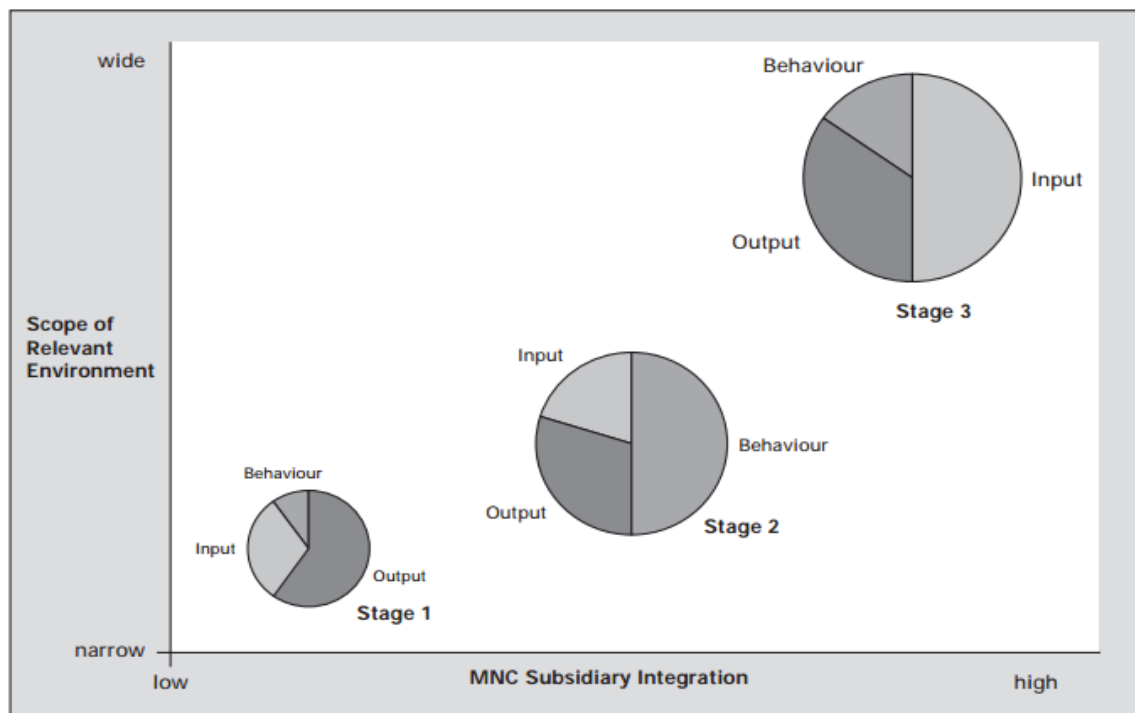 wide
Behaviour
Input
Output
Stage 3
Scope of
Relevant
Environment
Input
Behaviour
Output
Stage 2
Behaviour
Input
Output
Stage 1
narrow
low
MNC Subsidiary Integration
high